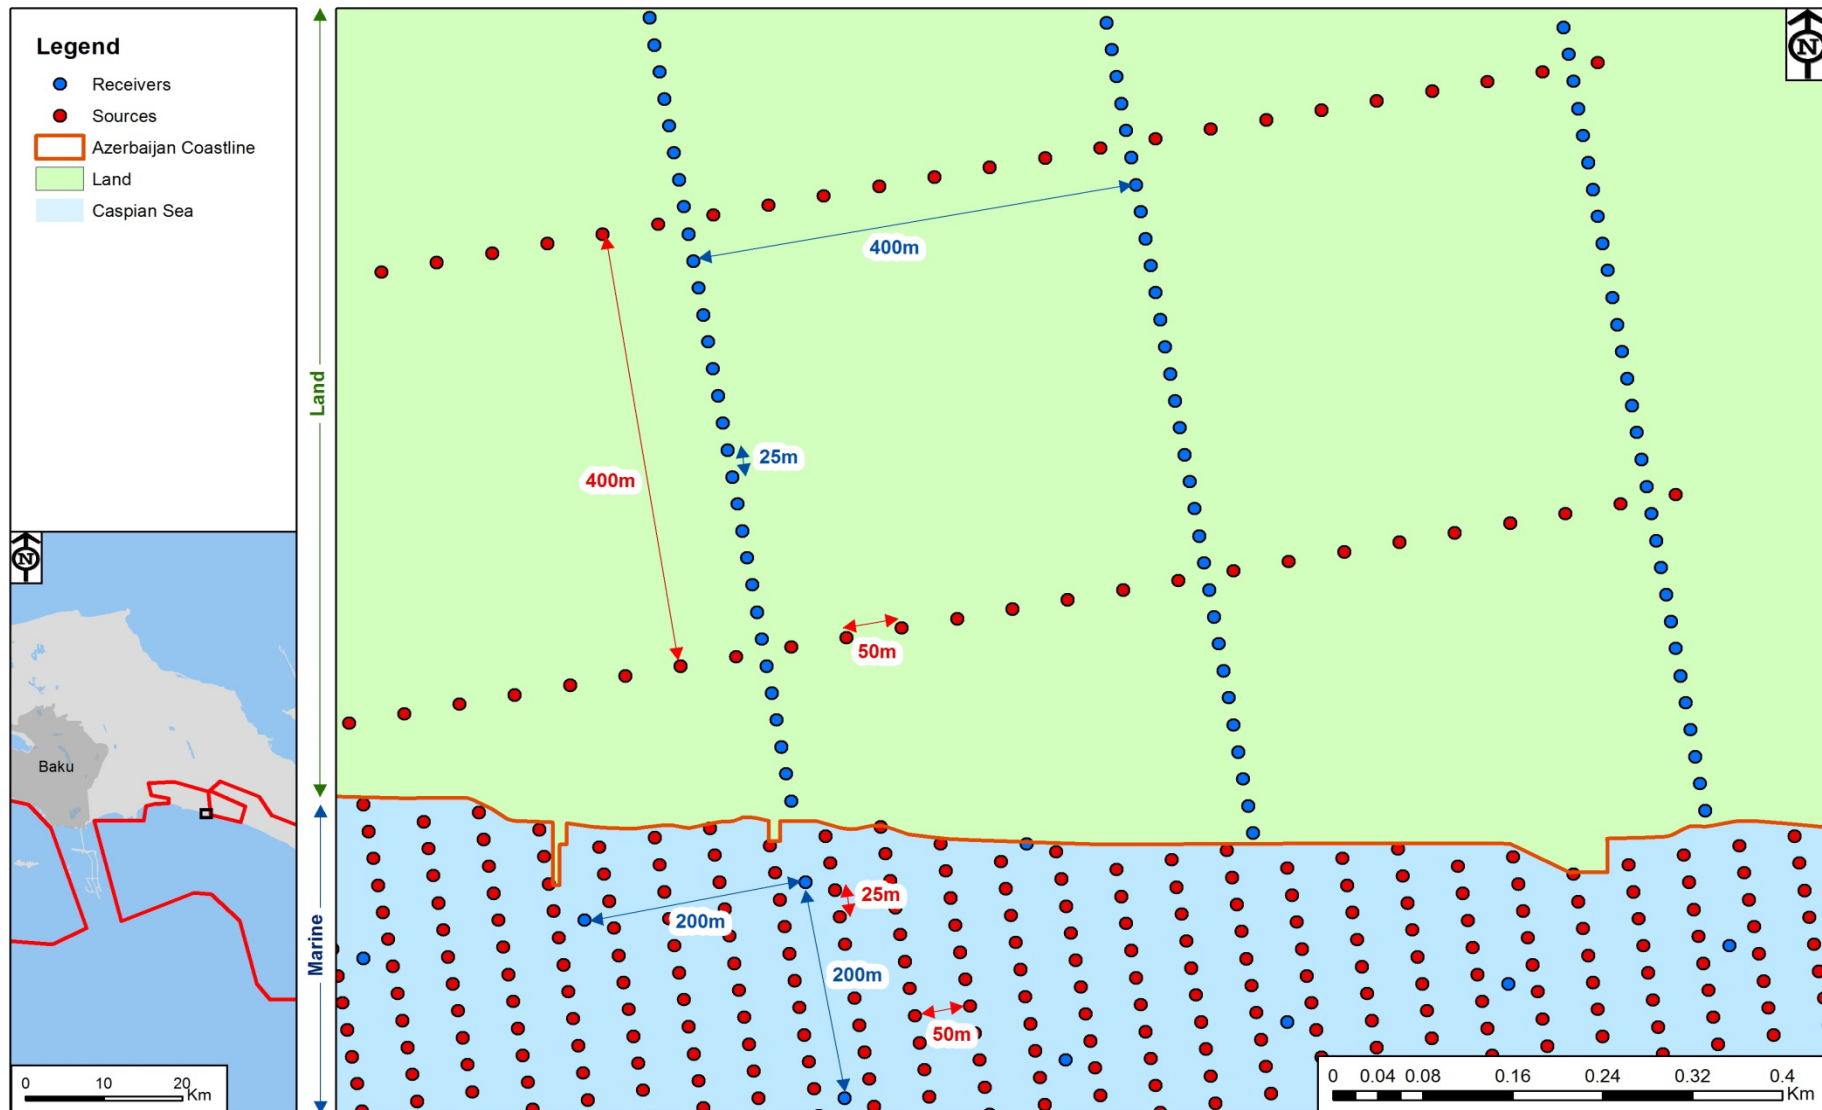 Legend
Receivers
Sources
Azerbaijan Coastline
Land
Caspian Sea
N
Baku
0 10 20
Km
Land
Marine
N
400m
25m
400m
50m
25m
200m
200m
50m
0 0.04 0.08 0.16 0.24 0.32 0.4
Km